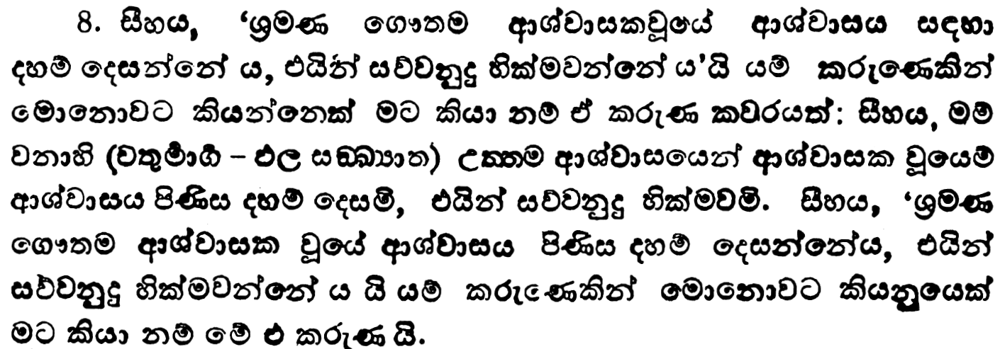 8. සීහය, ‘ශ්‍රමණ ගෞතම ආශ්වාසකවූයේ ආශ්වාසය සඳහා
දහම් දෙසන්නේ ය, එයින් සව්වනුදු හික්මවන්නේ ය’යි යම් කරුණෙකින්
මොනොවට කියන්නෙක් මට කියා නම් ඒ කරුණ කවරයත්: සීහය, මම්
වනාහි (චතුර්මාර්ග – ඵල සඞ්ඛ්‍යාත) උත්තම ආශ්වාසයෙන් ආශ්වාසක වූයෙම්
ආශ්වාසය පිණිස දහම් දෙසමි, එයින් සව්වනුදු හික්මවමි. සීහය, ‘ශ්‍රමණ
ගෞතම ආශ්වාසක වූයේ ආශ්වාසය පිණිස දහම් දෙසන්නේය, එයින්
සව්වනුදු හික්මවන්නේ ය යි යම් කරුණෙකින් මොනොවට කියනුයෙක්
මට කියා නම් මේ එ කරුණ යි.